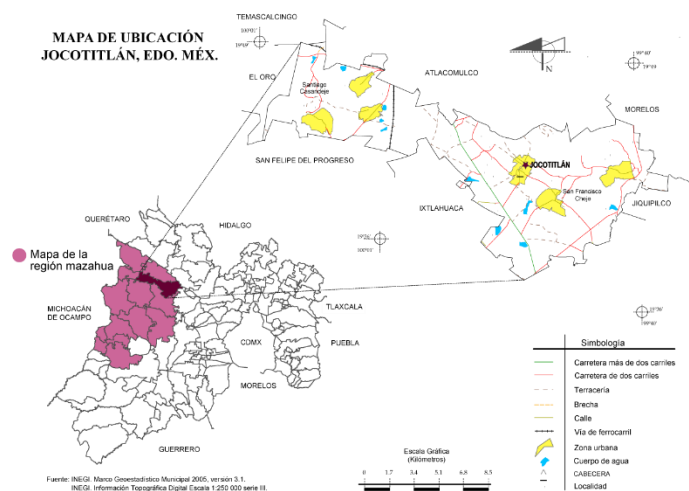 MAPA DE UBICACIÓN
JOCOTITLÁN, EDO. MÉX.
TEMASCALCINGO
EL ORO
Santiago
Casandeje
ATLACOMULCO
N
MORELOS
SAN FELIPE DEL PROGRESO
JOCOTITLÁN
San Francisco
Cheje
IXTLAHUACA
JIQUIPILCO
QUERÉTARO
HIDALGO
Mapa de la
región mazahua
MICHOACÁN
DE OCAMPO
TLAXCALA
CDMX
PUEBLA
MORELOS
GUERRERO
Simbología
Carretera más de dos carriles
Carretera de dos carriles
Terracería
Brecha
Calle
Vía de ferrocarril
Zona urbana
Cuerpo de agua
CABECERA
Localidad
Escala Gráfica
(Kilómetros)
0 1.7 3.4 5.1 6.8 8.5
Fuente: INEGI. Marco Geoestadístico Municipal 2005, versión 3.1.
INEGI. Información Topográfica Digital Escala 1:250 000 serie III.